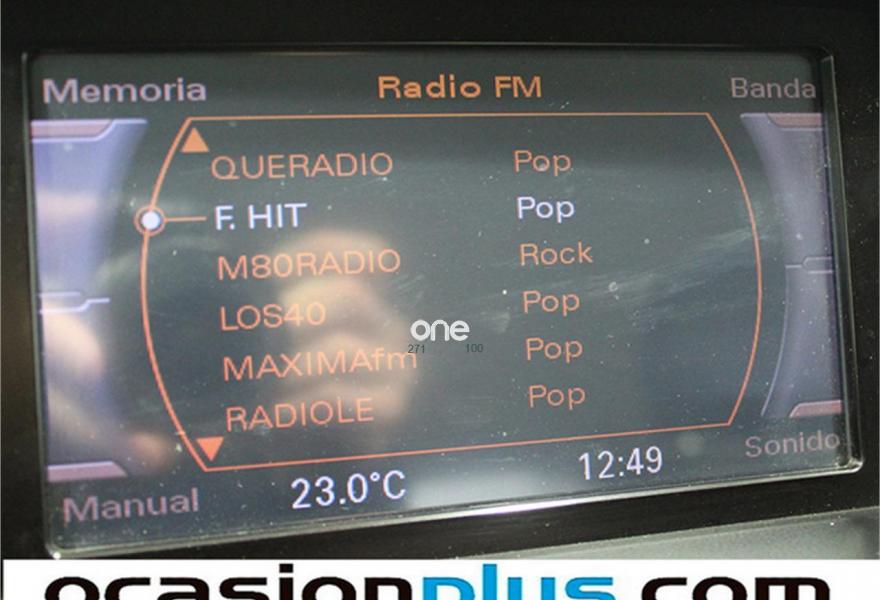 Memoria Radio FM Banda
QUERADIO Pop
F. HIT Pop
M80RADIO Rock
LOS40 Pop
one
271 100
MAXIMAfm Pop
RADIOLE Pop
Sonido
Manual 23.0°C 12:49
ocasionplus.com